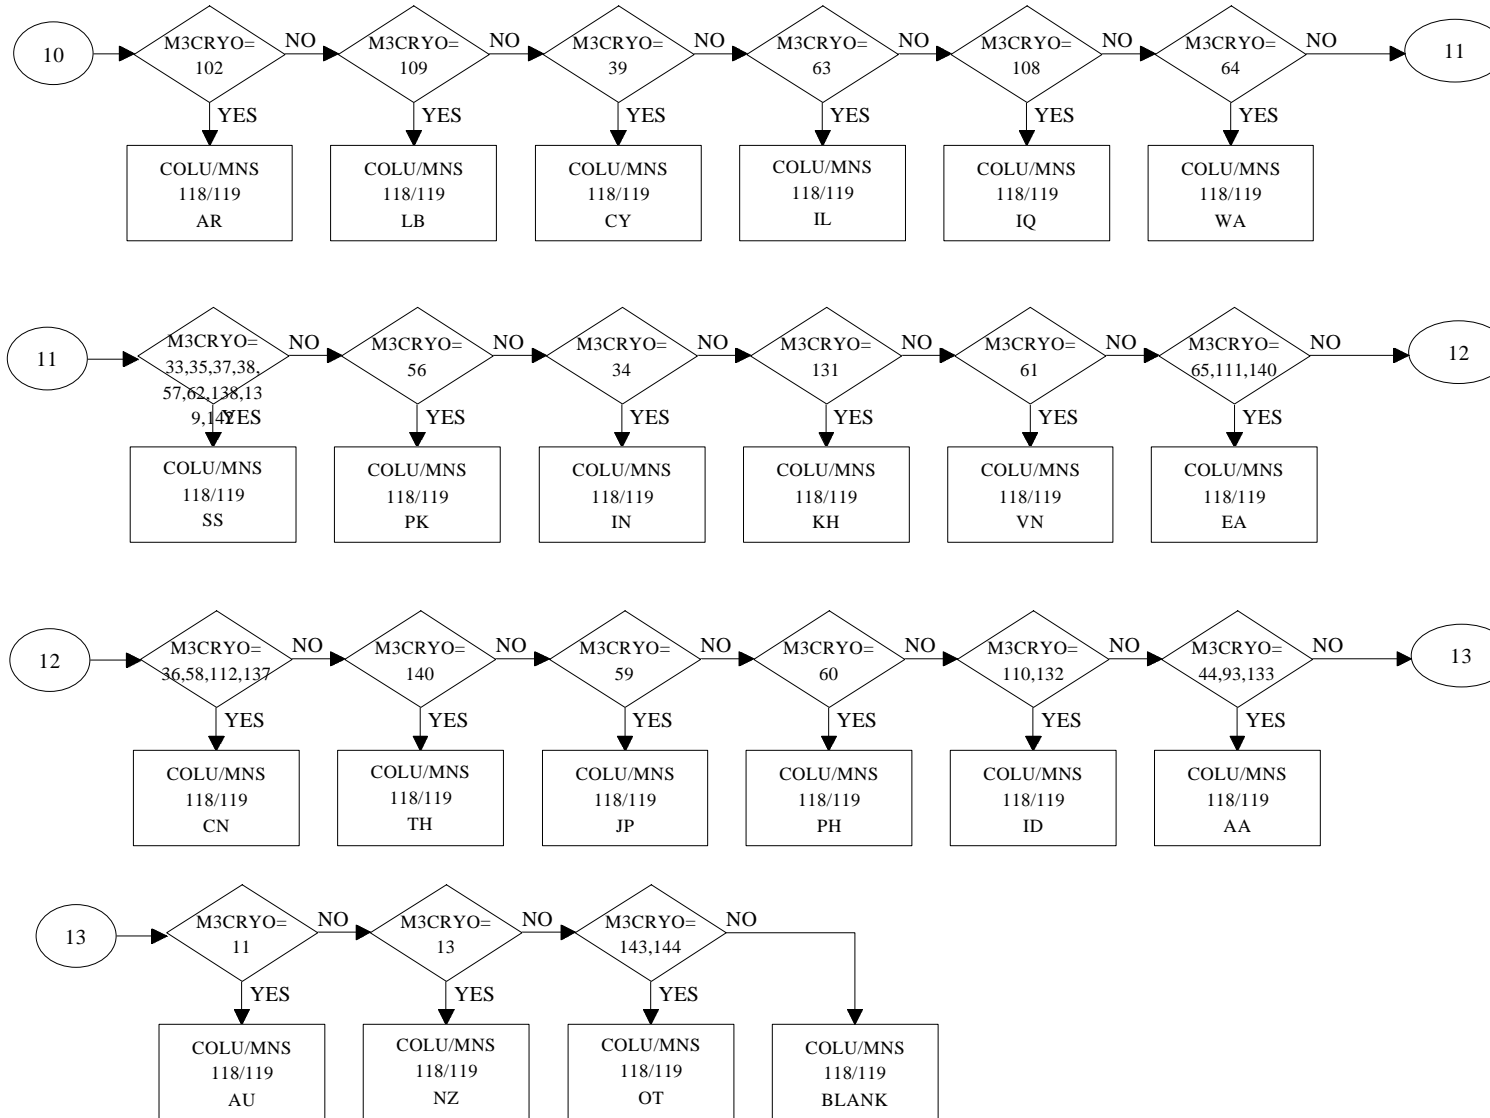 10
M3CRYO=
102
NO
YES
COLU/MNS
118/119
AR
M3CRYO=
109
NO
YES
COLU/MNS
118/119
LB
M3CRYO=
39
NO
YES
COLU/MNS
118/119
CY
M3CRYO=
63
NO
YES
COLU/MNS
118/119
IL
M3CRYO=
108
NO
YES
COLU/MNS
118/119
IQ
M3CRYO=
64
NO
YES
COLU/MNS
118/119
WA
11
11
M3CRYO=
33,35,37,38,
57,62,138,13
9,142
NO
YES
COLU/MNS
118/119
SS
M3CRYO=
56
NO
YES
COLU/MNS
118/119
PK
M3CRYO=
34
NO
YES
COLU/MNS
118/119
IN
M3CRYO=
131
NO
YES
COLU/MNS
118/119
KH
M3CRYO=
61
NO
YES
COLU/MNS
118/119
VN
M3CRYO=
65,111,140
NO
YES
COLU/MNS
118/119
EA
12
12
M3CRYO=
36,58,112,137
NO
YES
COLU/MNS
118/119
CN
M3CRYO=
140
NO
YES
COLU/MNS
118/119
TH
M3CRYO=
59
NO
YES
COLU/MNS
118/119
JP
M3CRYO=
60
NO
YES
COLU/MNS
118/119
PH
M3CRYO=
110,132
NO
YES
COLU/MNS
118/119
ID
M3CRYO=
44,93,133
NO
YES
COLU/MNS
118/119
AA
13
13
M3CRYO=
11
NO
YES
COLU/MNS
118/119
AU
M3CRYO=
13
NO
YES
COLU/MNS
118/119
NZ
M3CRYO=
143,144
NO
YES
COLU/MNS
118/119
OT
COLU/MNS
118/119
BLANK